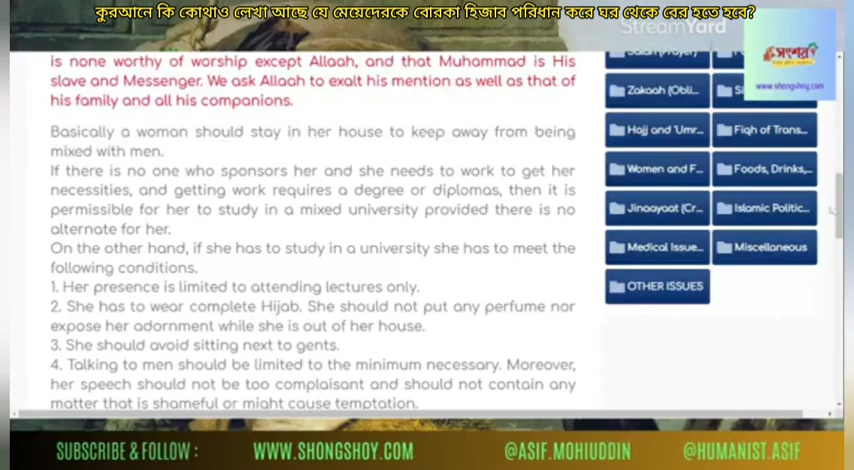 কুরআনে কি কোথাও লেখা আছে যে মেয়েদেরকে বোরকা হিজাব পরিধান করে ঘর থেকে বের হতে হবে?
StreamYard
সংশয়
www.shongshoy.com
is none worthy of worship except Allaah, and that Muhammad is His
slave and Messenger. We ask Allaah to exalt his mention as well as that of
his family and all his companions.
Basically a woman should stay in her house to keep away from being
mixed with men.
If there is no one who sponsors her and she needs to work to get her
necessities, and getting work requires a degree or diplomas, then it is
permissible for her to study in a mixed university provided there is no
alternate for her.
On the other hand, if she has to study in a university she has to meet the
following conditions.
1. Her presence is limited to attending lectures only.
2. She has to wear complete Hijab. She should not put any perfume nor
expose her adornment while she is out of her house.
3. She should avoid sitting next to gents.
4. Talking to men should be limited to the minimum necessary. Moreover,
her speech should not be too complaisant and should not contain any
matter that is shameful or might cause temptation.
Salah (Prayer)
Zakaah (Obli...
Hajj and 'Umr...
Fiqh of Trans...
Women and F...
Foods, Drinks,...
Jinaayaat (Cr...
Islamic Politic...
Medical Issue...
Miscellaneous
OTHER ISSUES
SUBSCRIBE & FOLLOW :
WWW.SHONGSHOY.COM
@ASIF.MOHIUDDIN
@HUMANIST.ASIF